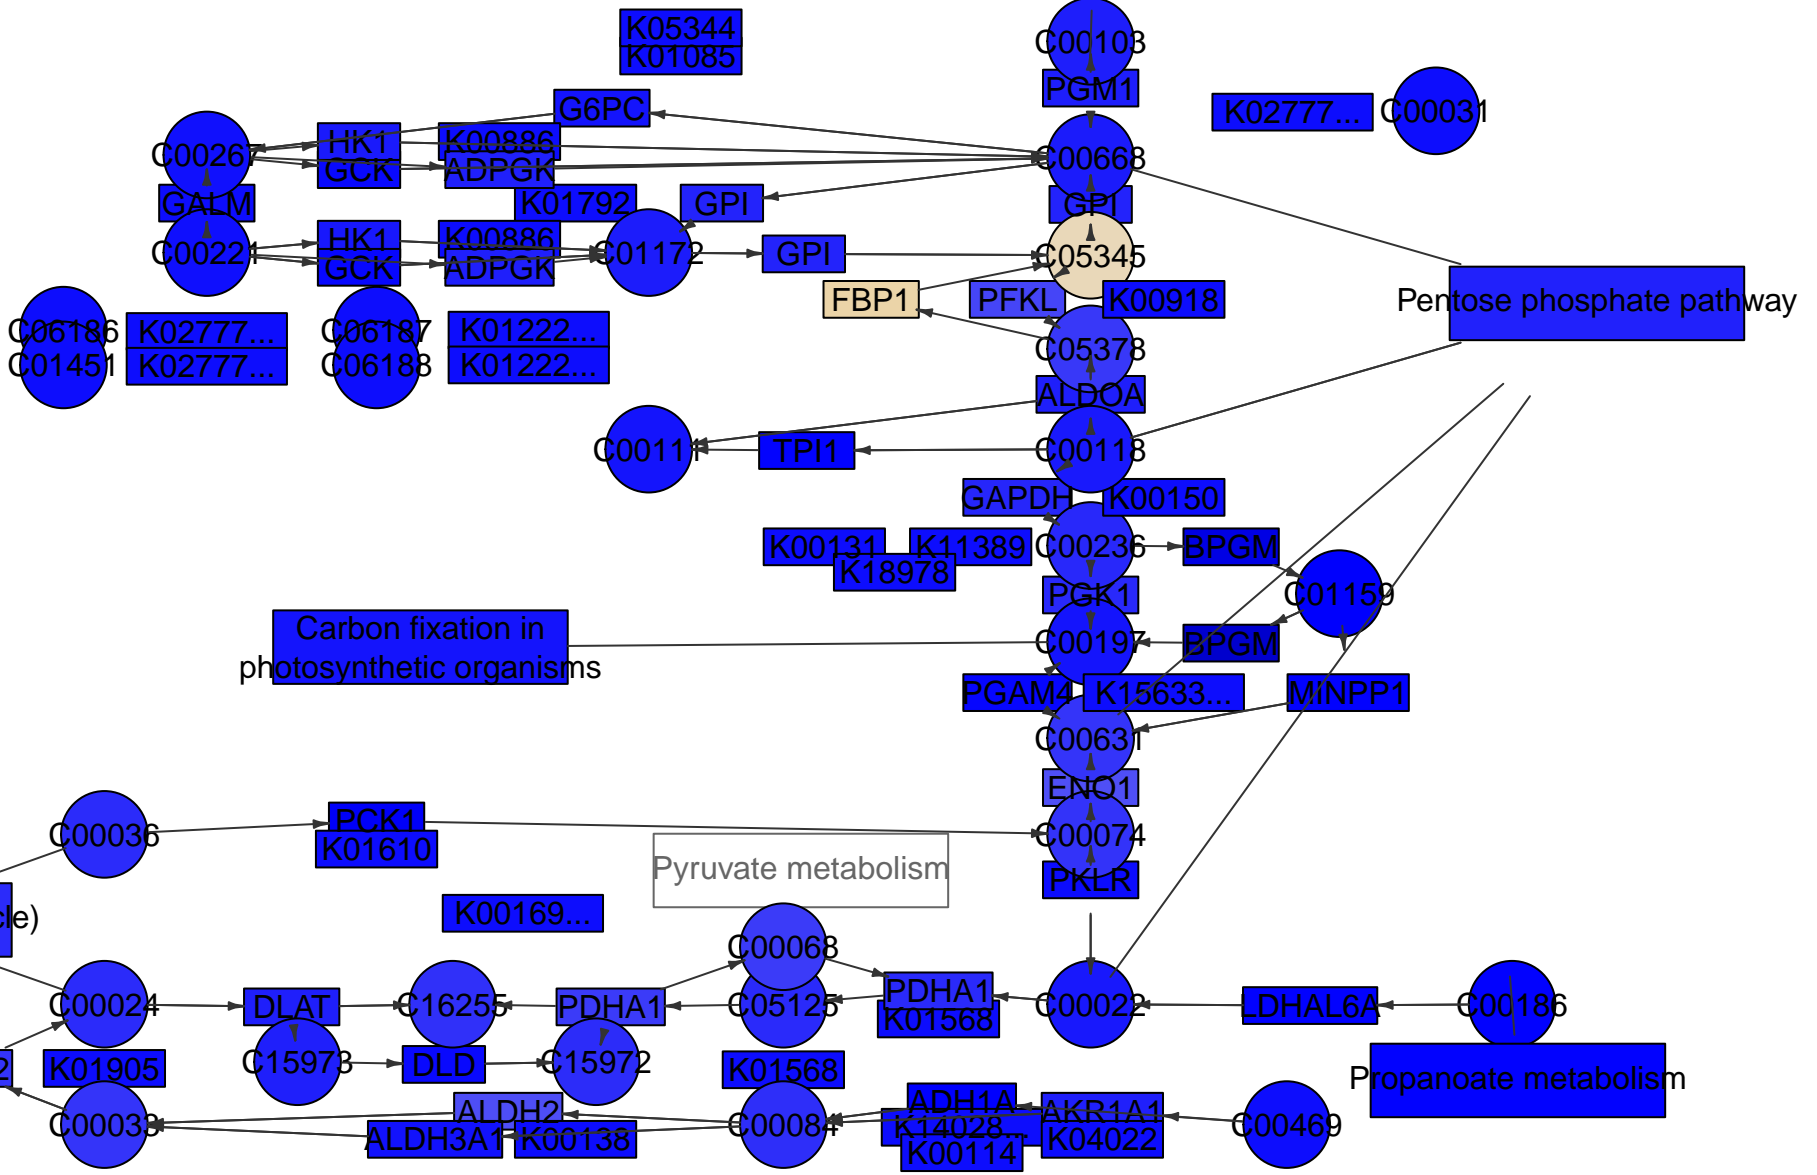 K05344
K01085
C00103
PGM1
K02777...
C00031
G6PC
C00267
HK1
K00886
GCK
ADPGK
C00668
GALM
K01792
GPI
GPI
C00221
HK1
K00886
GCK
ADPGK
C01172
GPI
C05345
FBP1
PFKL
K00918
Pentose phosphate pathway
C06186
K02777...
C06187
K01222...
C01451
K02777...
C06188
K01222...
C05378
ALDOA
C00111
TPI1
C00118
GAPDH
K00150
K00131
K11389
K18978
C00236
BPGM
C01159
PGK1
Carbon fixation in
photosynthetic organisms
C00197
BPGM
PGAM4
K15633...
MINPP1
C00631
ENO1
C00036
PCK1
K01610
C00074
Pyruvate metabolism
PKLR
K00169...
cle)
C00068
C00024
DLAT
C16255
PDHA1
C05125
PDHA1
K01568
C00022
LDHAL6A
C00186
2
K01905
C15973
DLD
C15972
K01568
Propanoate metabolism
C00033
ALDH2
ALDH3A1
K00138
C00084
ADH1A
K14028...
K00114
AKR1A1
K04022
C00469